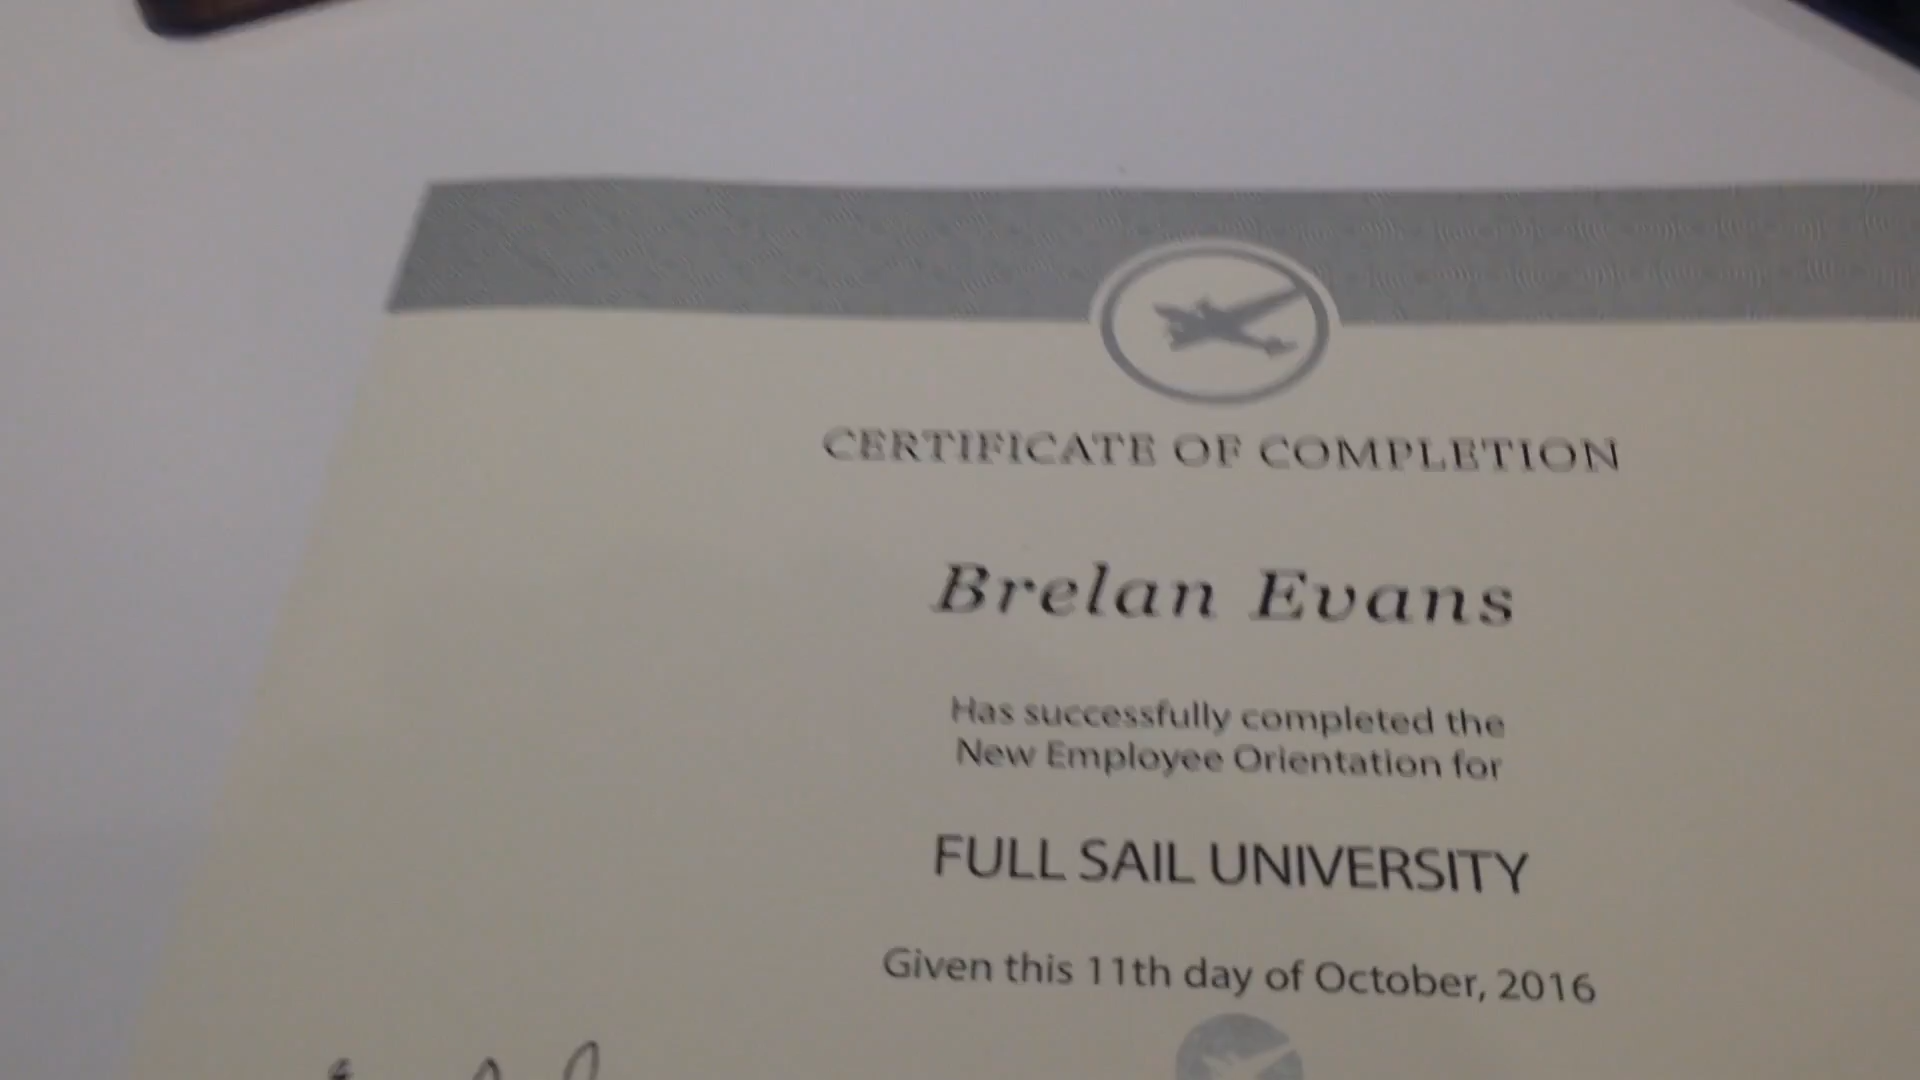 CERTIFICATE OF COMPLETION
Brelan Evans
Has successfully completed the
New Employee Orientation for
FULL SAIL UNIVERSITY
Given this 11th day of October, 2016